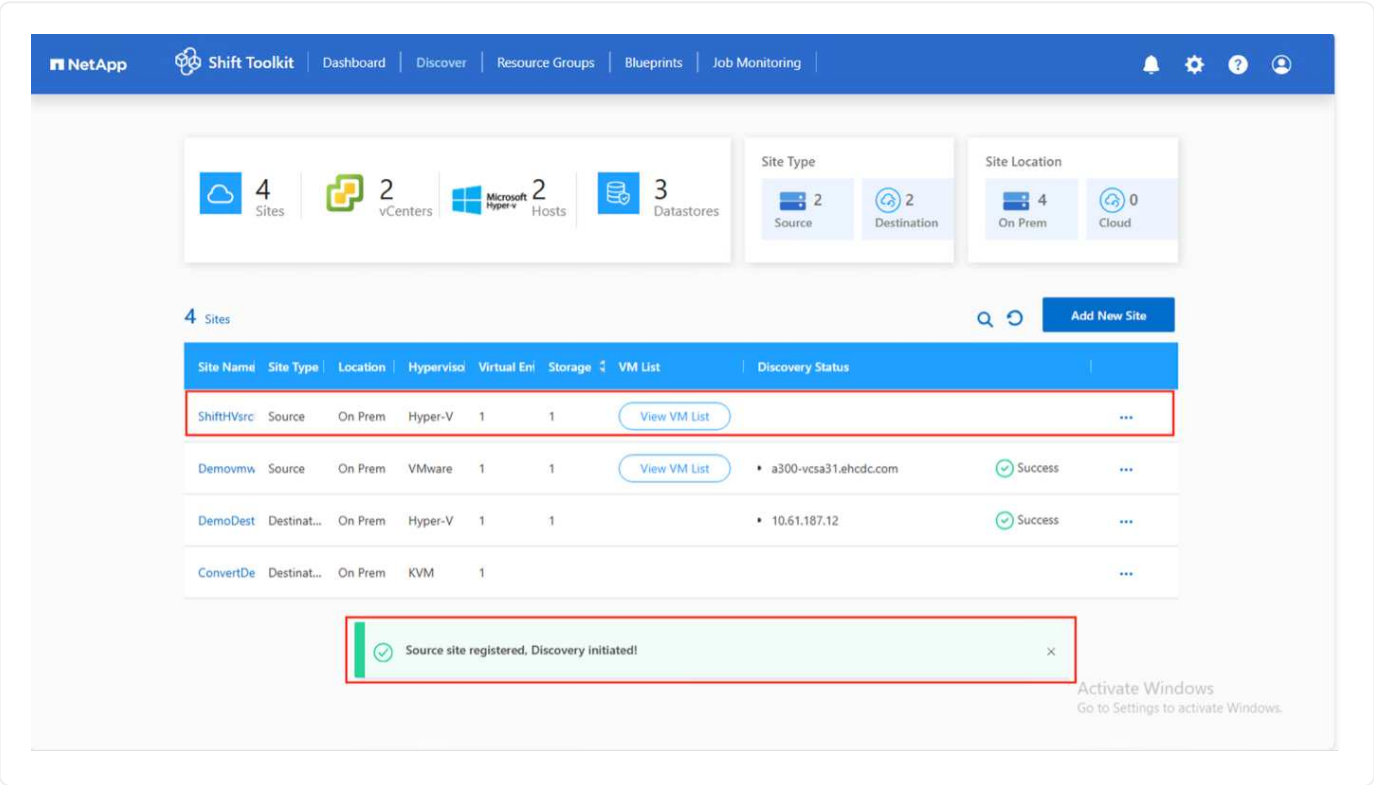 NetApp Shift Toolkit Dashboard Discover Resource Groups Blueprints Job Monitoring ?
4 Sites
2 vCenters
Microsoft Hyper-v 2 Hosts
3 Datastores
Site Type
2 Source
2 Destination
Site Location
4 On Prem
0 Cloud
4 Sites
Add New Site
Site Name Site Type Location Hyperviso Virtual En Storage VM List Discovery Status
ShiftHVsrc Source On Prem Hyper-V 1 1 View VM List ...
Demovmw Source On Prem VMware 1 1 View VM List • a300-vcsa31.ehcdc.com Success ...
DemoDest Destinat... On Prem Hyper-V 1 1 • 10.61.187.12 Success ...
ConvertDe Destinat... On Prem KVM 1 ...
Source site registered, Discovery initiated! ×
Activate Windows
Go to Settings to activate Windows.